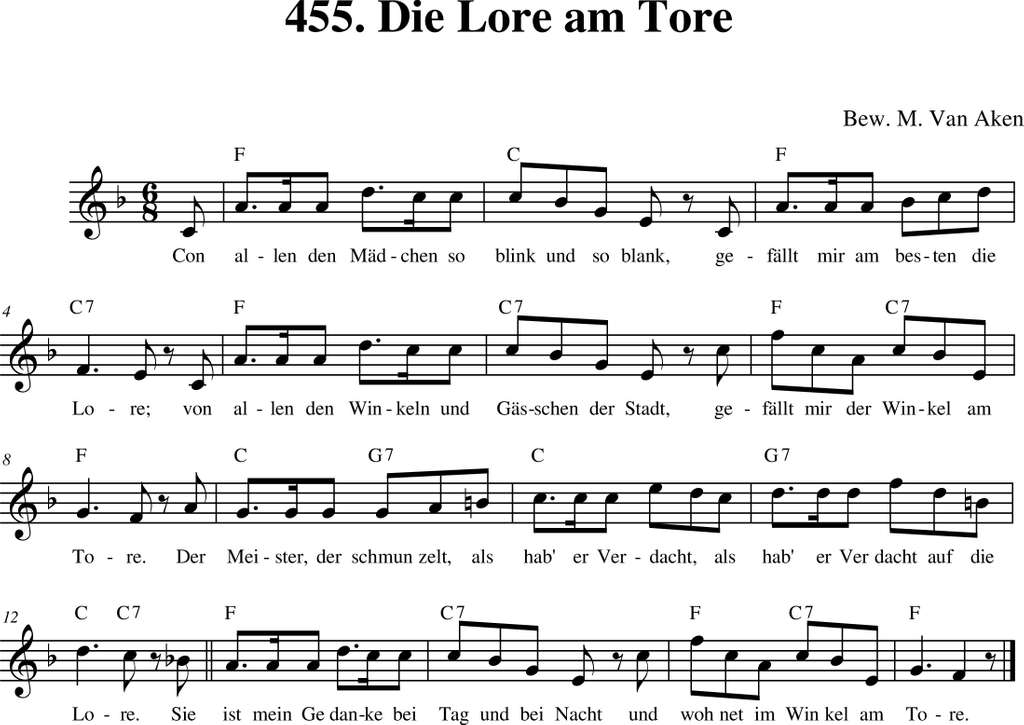 455. Die Lore am Tore
Bew. M. Van Aken
F C F
Con al - len den Mäd - chen so blink und so blank, ge - fällt mir am bes - ten die
4 C7 F C7 F C7
Lo - re; von al - len den Win - keln und Gäs - schen der Stadt, ge - fällt mir der Win - kel am
8 F C G7 C G7
To - re. Der Mei - ster, der schmun zelt, als hab' er Ver - dacht, als hab' er Ver dacht auf die
12 C C7 F C7 F C7 F
Lo - re. Sie ist mein Ge dan - ke bei Tag und bei Nacht und woh net im Win kel am To - re.